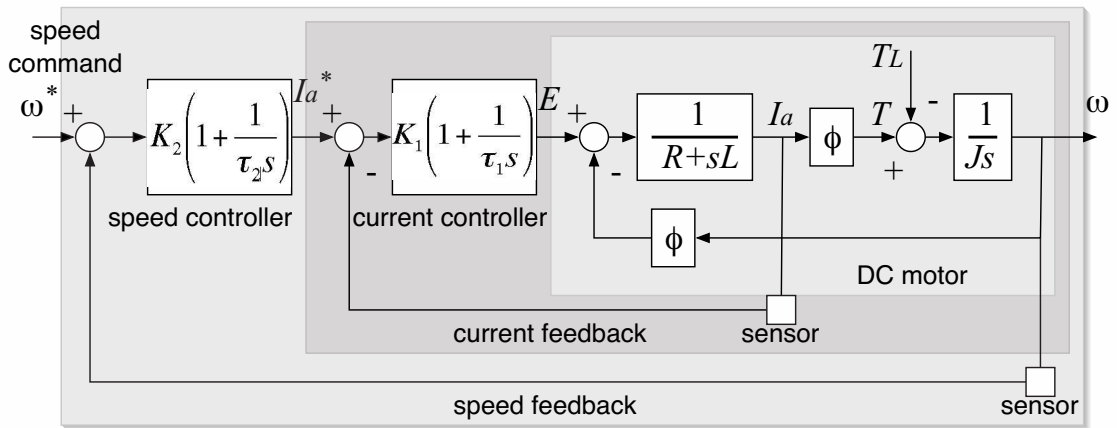 speed
command
ω* +
K₂(1+1/τ₂s)
speed controller
Iₐ* +
-
K₁(1+1/τ₁s)
current controller
E +
-
1/R+sL
Iₐ
ϕ
T
+
T_L
-
1/Js
ω
ϕ
DC motor
current feedback
sensor
speed feedback
sensor